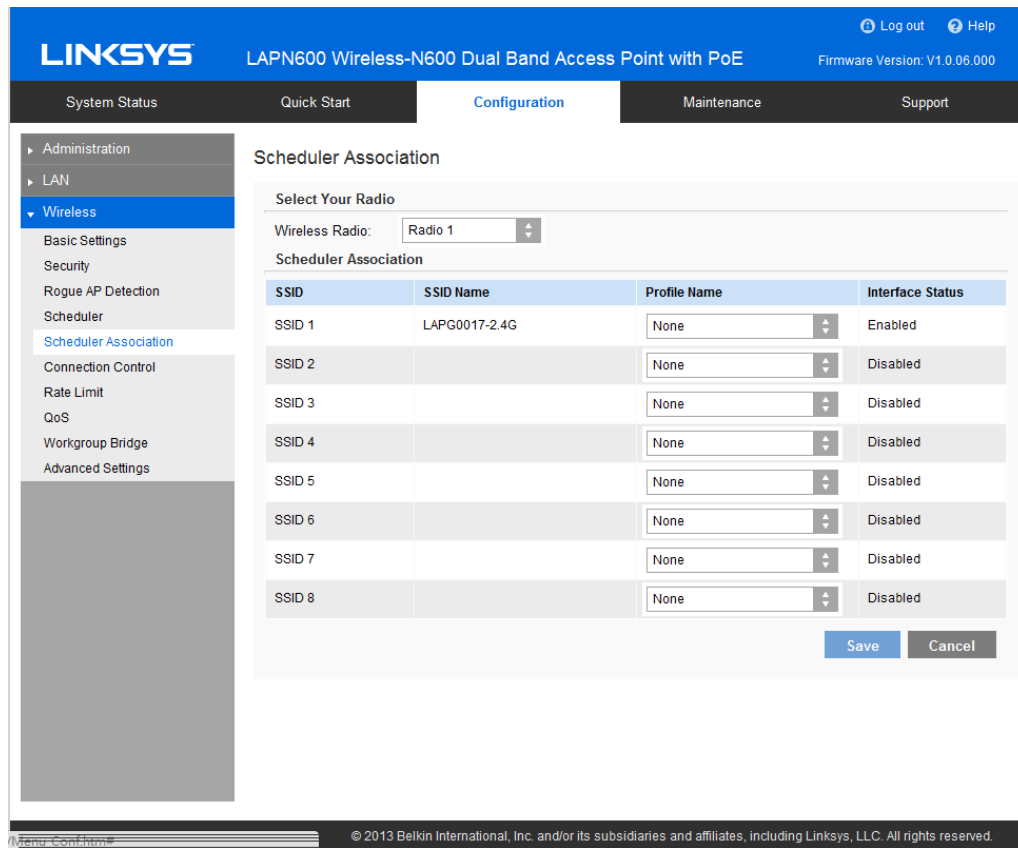 Log out Help
LINKSYS LAPN600 Wireless-N600 Dual Band Access Point with PoE Firmware Version: V1.0.06.000
System Status Quick Start Configuration Maintenance Support
Administration
LAN
Wireless
Basic Settings
Security
Rogue AP Detection
Scheduler
Scheduler Association
Connection Control
Rate Limit
QoS
Workgroup Bridge
Advanced Settings
Scheduler Association
Select Your Radio
Wireless Radio: Radio 1
Scheduler Association
SSID SSID Name Profile Name Interface Status
SSID 1 LAPG0017-2.4G None Enabled
SSID 2 None Disabled
SSID 3 None Disabled
SSID 4 None Disabled
SSID 5 None Disabled
SSID 6 None Disabled
SSID 7 None Disabled
SSID 8 None Disabled
Save Cancel
/Menu_Conf.htm#
© 2013 Belkin International, Inc. and/or its subsidiaries and affiliates, including Linksys, LLC. All rights reserved.